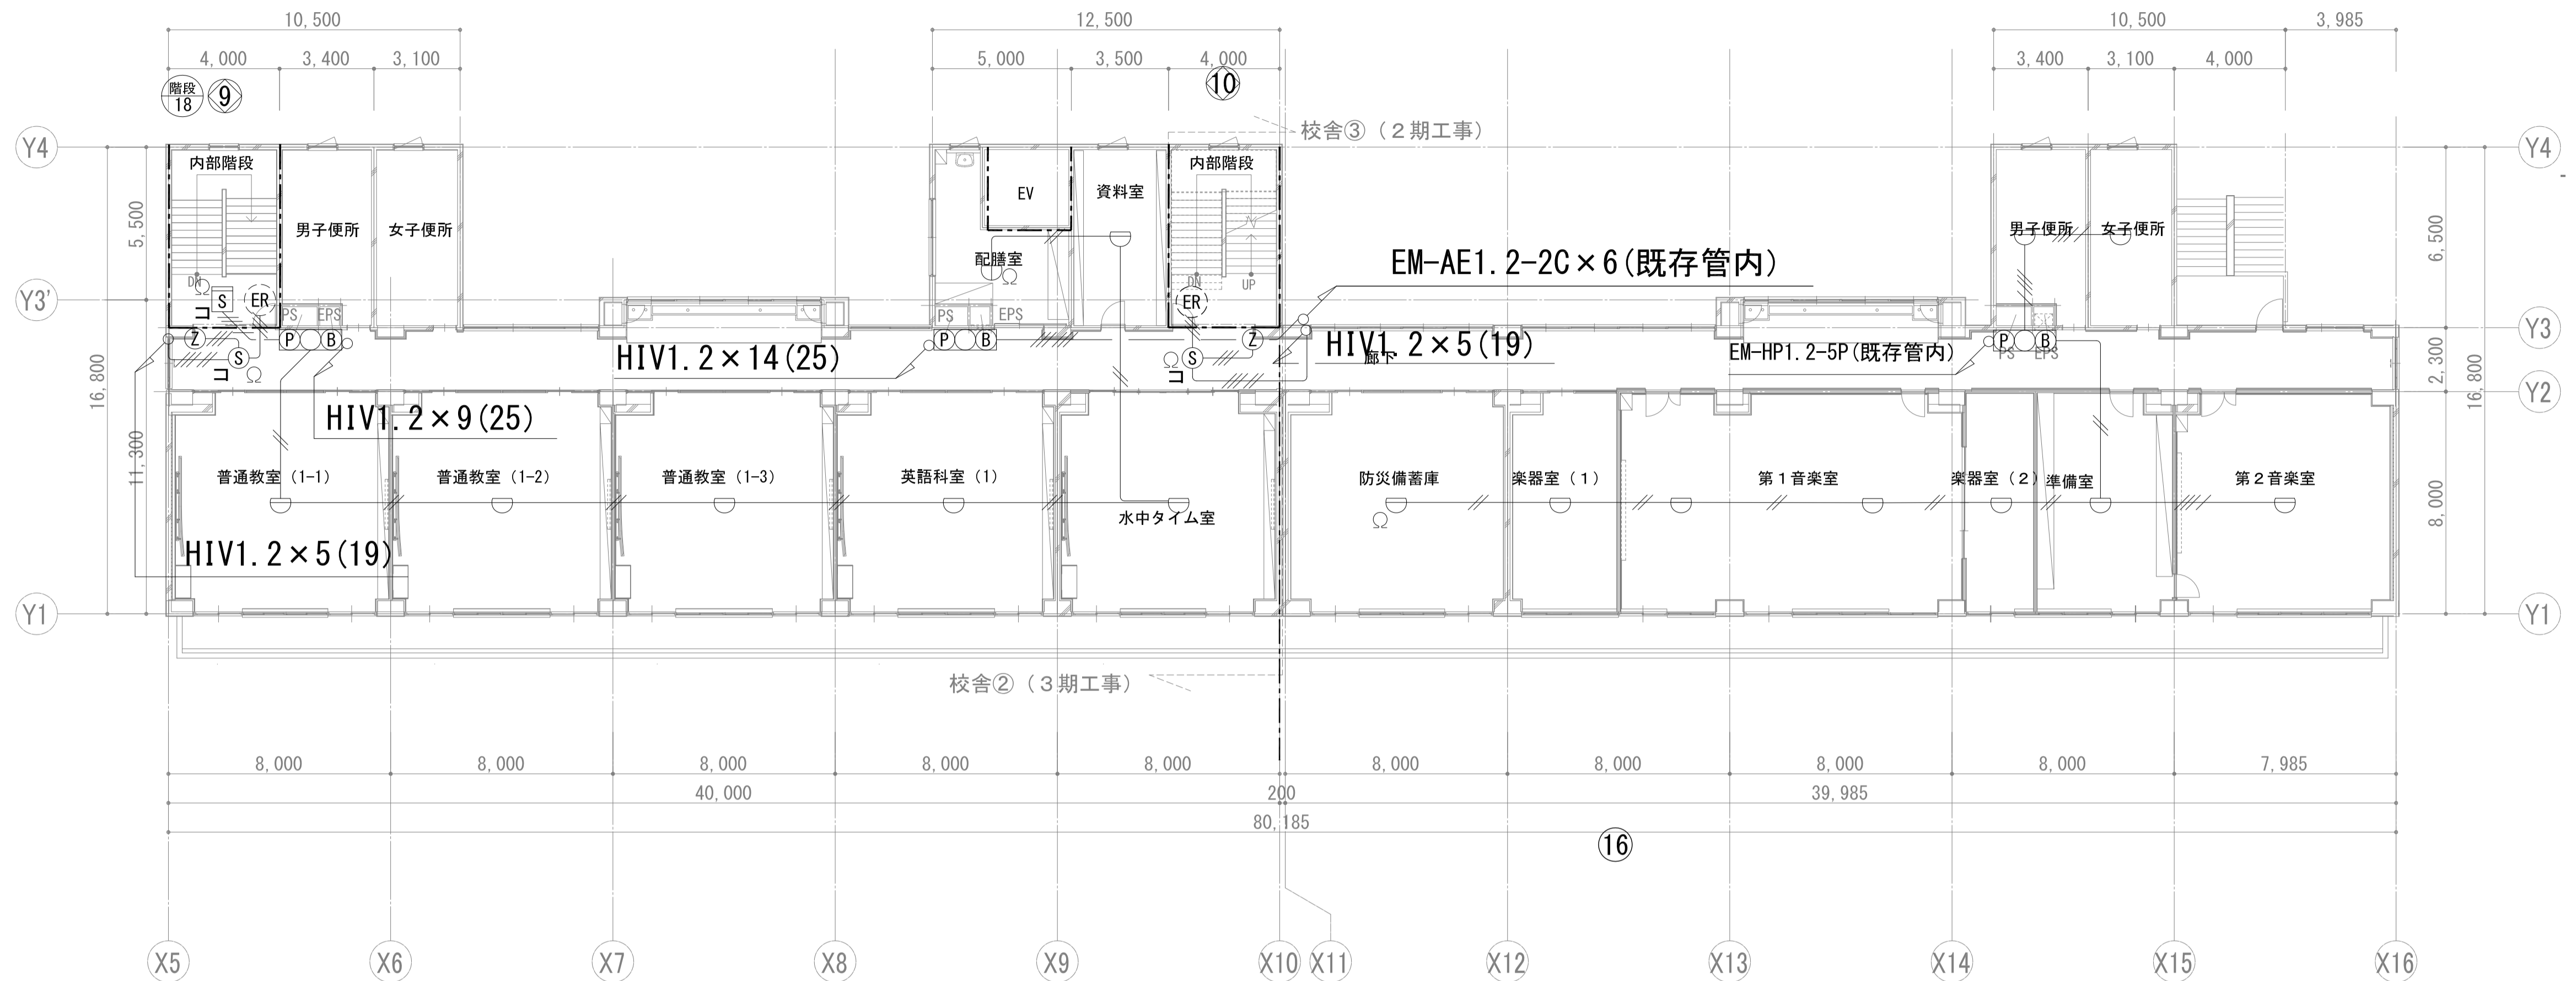 10,500
12,500
10,500
3,985
4,000
3,400
3,100
5,000
3,500
4,000
3,400
3,100
4,000
階段
18
9
10
校舎③（２期工事）
Y4
Y4
内部階段
内部階段
EV
資料室
5,500
男子便所
女子便所
男子便所
女子便所
6,500
配膳室
EM-AE1.2-2C×6(既存管内)
DN
DN
UP
Y3'
S
ER
ER
コ
PS
EPS
PS
EPS
Y3
Z
P
B
P
B
Z
HIV1.2×5(19)
P
B
S
HIV1.2×14(25)
S
廊下
EM-HP1.2-5P(既存管内)
PS
EPS
2,300
コ
コ
16,800
16,800
Y2
HIV1.2×9(25)
11,300
普通教室（1-1）
普通教室（1-2）
普通教室（1-3）
英語科室（1）
防災備蓄庫
楽器室（１）
第１音楽室
楽器室（２）
準備室
第２音楽室
8,000
水中タイム室
HIV1.2×5(19)
Y1
Y1
校舎②（３期工事）
8,000
8,000
8,000
8,000
8,000
8,000
8,000
8,000
8,000
7,985
40,000
200
39,985
80,185
16
X5
X6
X7
X8
X9
X10
X11
X12
X13
X14
X15
X16